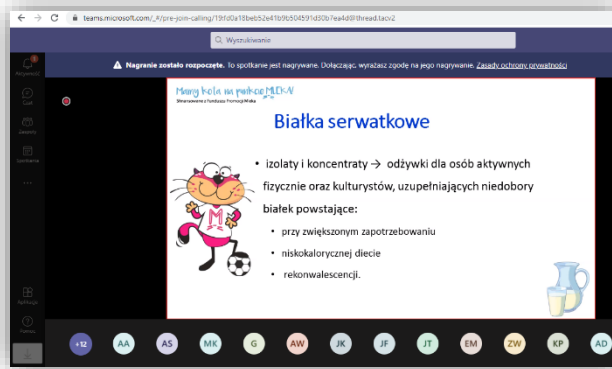 teams.microsoft.com/_#/pre-join-calling/19:fd0a18beb52e41b9b504591d30b7ea4d@thread.tacv2
Wyszukiwanie
Nagranie zostało rozpoczęte. To spotkanie jest nagrywane. Dołączając, wyrażasz zgodę na jego nagrywanie. Zasady ochrony prywatności
Aktywność
Czat
Zespoły
Spotkania
Aplikacje
Pomoc
Mamy kota na punkcie MLEKA!
Sfinansowano z Funduszu Promocji Mleka
Białka serwatkowe
• izolaty i koncentraty → odżywki dla osób aktywnych
fizycznie oraz kulturystów, uzupełniających niedobory
białek powstające:
• przy zwiększonym zapotrzebowaniu
• niskokalorycznej diecie
• rekonwalescencji.
M
+12 AA AS MK G AW JK JF JT EM ZW KP AD